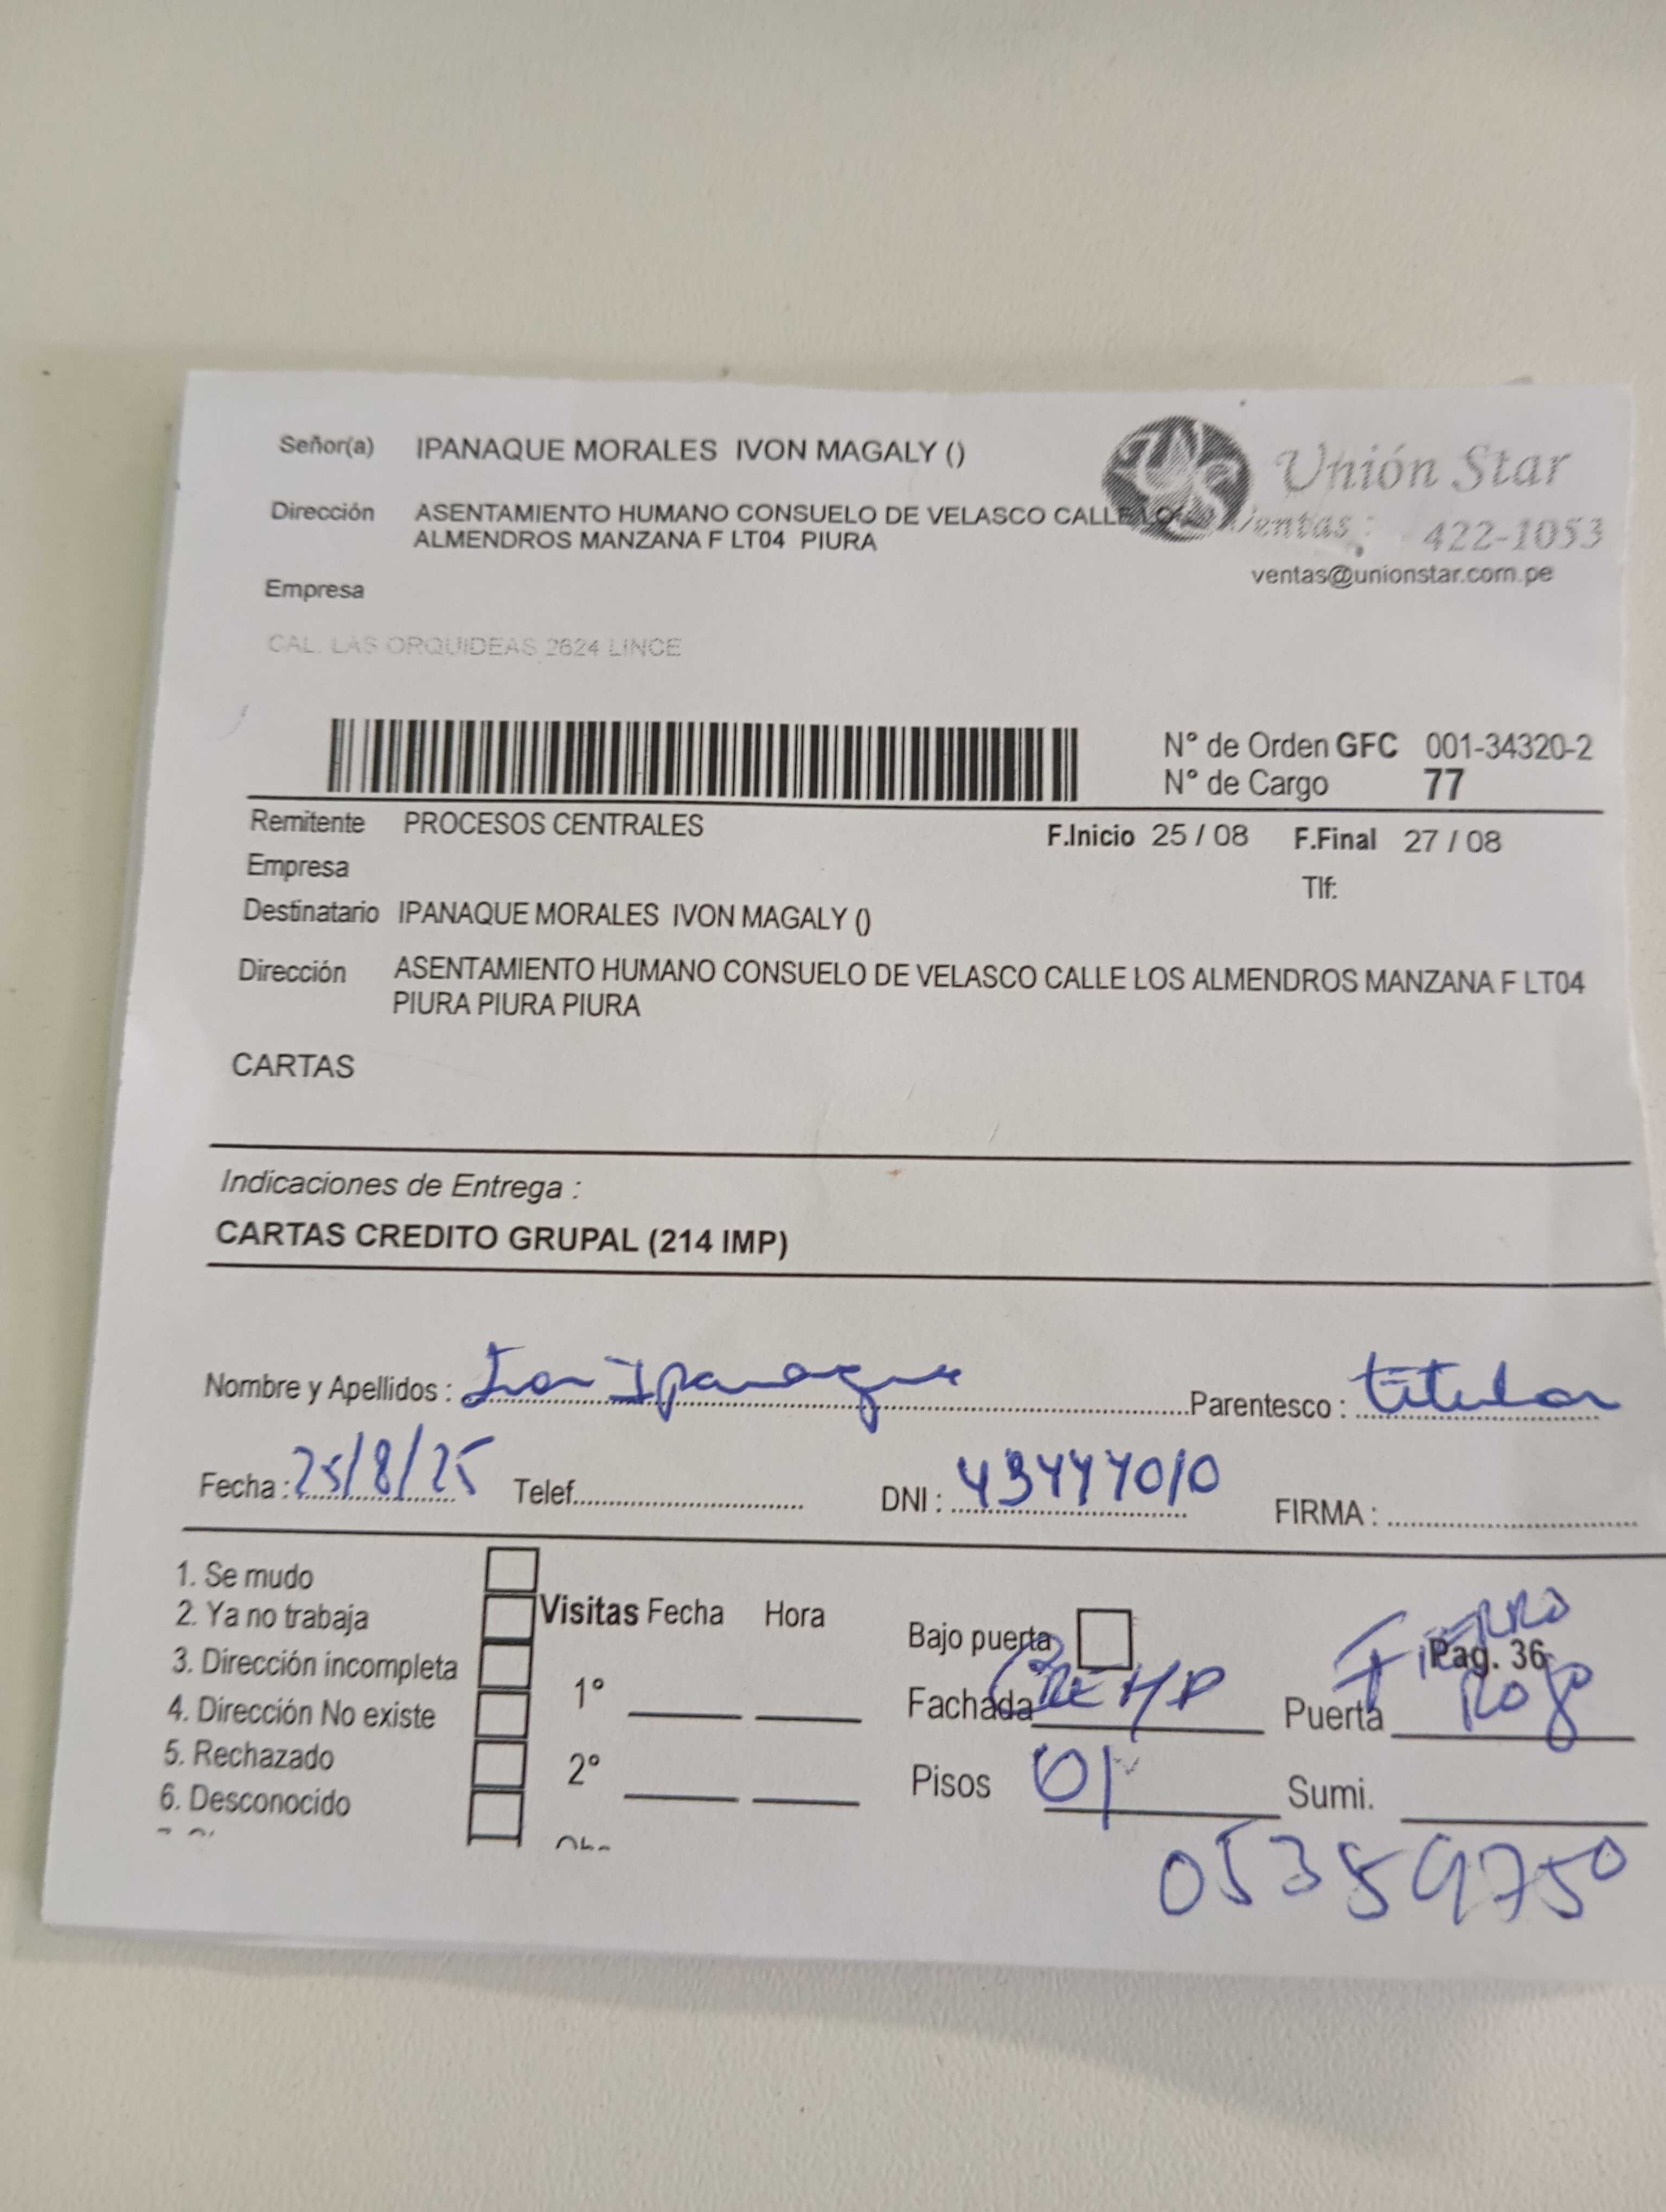 Señor(a) IPANAQUE MORALES IVON MAGALY ()
Unión Star
Dirección ASENTAMIENTO HUMANO CONSUELO DE VELASCO CALLE LOS
ALMENDROS MANZANA F LT04 PIURA
Ventas: 422-1053
ventas@unionstar.com.pe
Empresa
CAL. LAS ORQUIDEAS 2624 LINCE
N° de Orden GFC 001-34320-2
N° de Cargo 77
Remitente PROCESOS CENTRALES
F.Inicio 25 / 08 F.Final 27 / 08
Empresa
Tlf:
Destinatario IPANAQUE MORALES IVON MAGALY ()
Dirección ASENTAMIENTO HUMANO CONSUELO DE VELASCO CALLE LOS ALMENDROS MANZANA F LT04
PIURA PIURA PIURA
CARTAS
Indicaciones de Entrega :
CARTAS CREDITO GRUPAL (214 IMP)
Nombre y Apellidos : Ipanaque Parentesco : titular
Fecha : 25/8/25 Telef. DNI : FIRMA :
1. Se mudo
2. Ya no trabaja
3. Dirección incompleta
4. Dirección No existe
5. Rechazado
6. Desconocido
Visitas Fecha Hora
1°
2°
Bajo puerta
Pag. 36
Fachada CREMA Puerta FIERRO
Rojo
Pisos 01 Sumi.
05359750